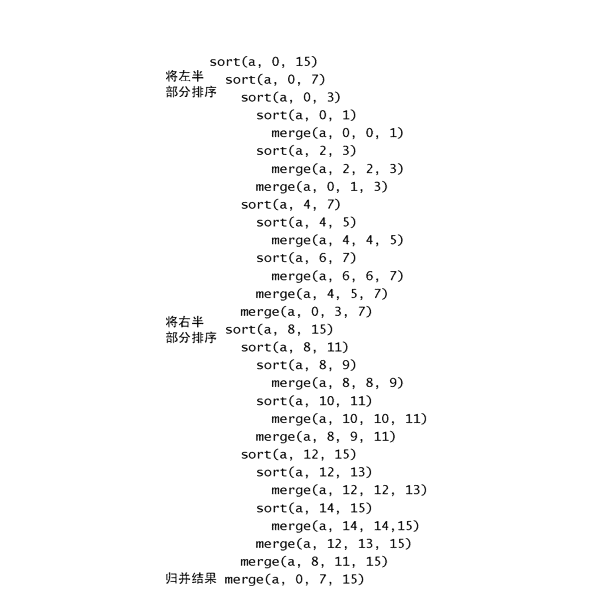 sort(a, 0, 15)
将左半
部分排序
sort(a, 0, 7)
sort(a, 0, 3)
sort(a, 0, 1)
merge(a, 0, 0, 1)
sort(a, 2, 3)
merge(a, 2, 2, 3)
merge(a, 0, 1, 3)
sort(a, 4, 7)
sort(a, 4, 5)
merge(a, 4, 4, 5)
sort(a, 6, 7)
merge(a, 6, 6, 7)
merge(a, 4, 5, 7)
merge(a, 0, 3, 7)
将右半
部分排序
sort(a, 8, 15)
sort(a, 8, 11)
sort(a, 8, 9)
merge(a, 8, 8, 9)
sort(a, 10, 11)
merge(a, 10, 10, 11)
merge(a, 8, 9, 11)
sort(a, 12, 15)
sort(a, 12, 13)
merge(a, 12, 12, 13)
sort(a, 14, 15)
merge(a, 14, 14,15)
merge(a, 12, 13, 15)
merge(a, 8, 11, 15)
归并结果 merge(a, 0, 7, 15)